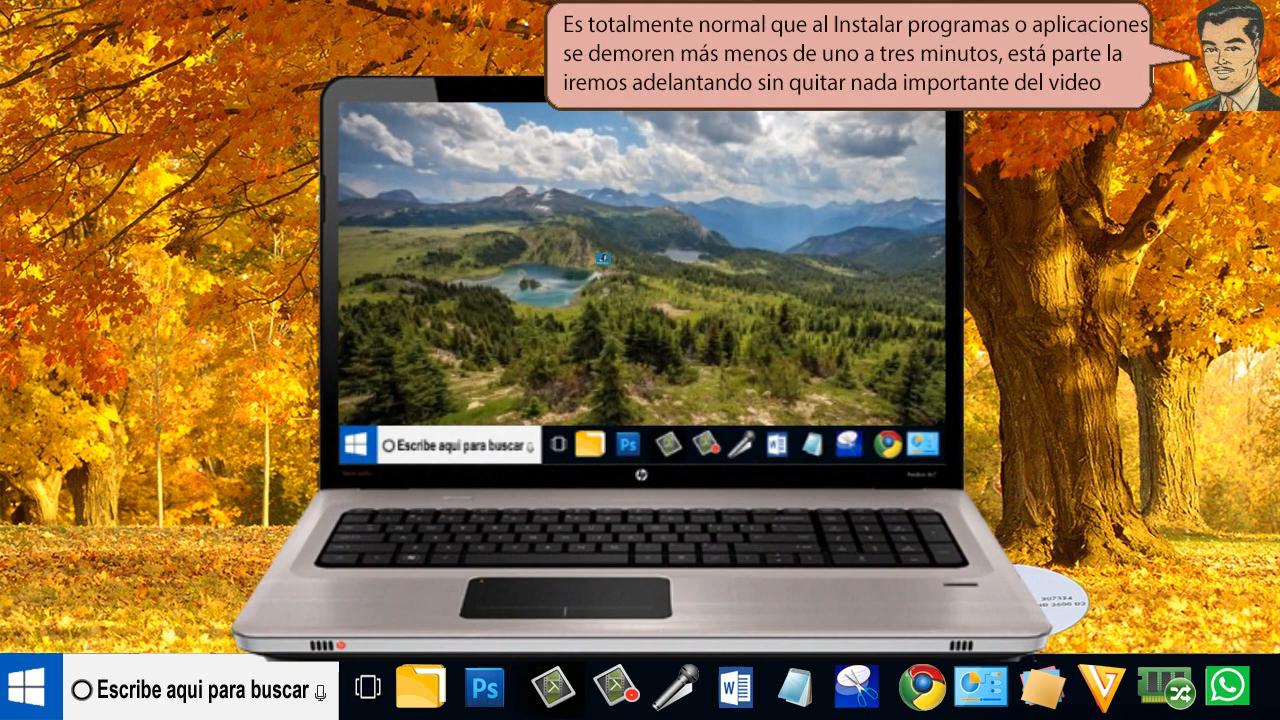 Es totalmente normal que al Instalar programas o aplicaciones
se demoren más menos de uno a tres minutos, está parte la
iremos adelantando sin quitar nada importante del video
Escribe aqui para buscar
Ps
W
hp
Escribe aqui para buscar
Ps
W